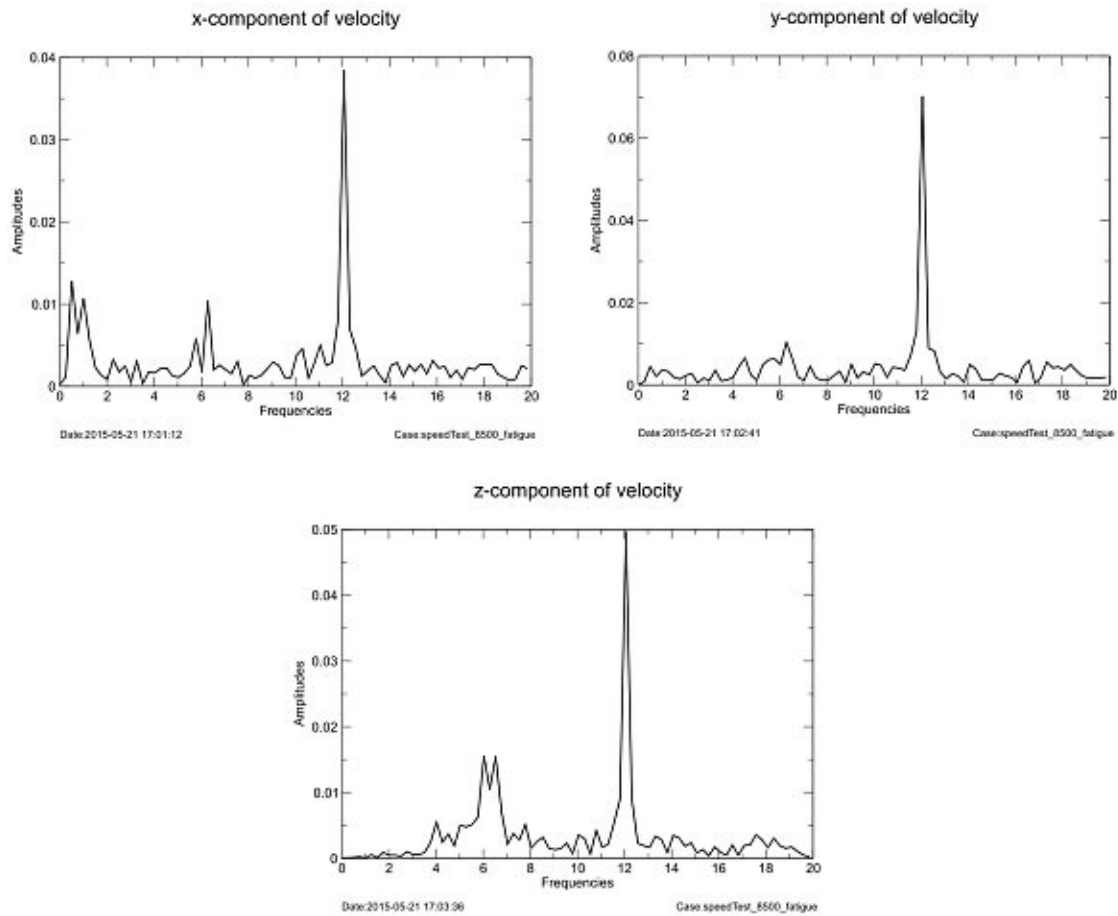 x-component of velocity
0.04
0.03
0.02
0.01
0
Amplitudes
0 2 4 6 8 10 12 14 16 18 20
Frequencies
Date:2015-05-21 17:01:12 Case:speedTest_8500_fatigue
y-component of velocity
0.08
0.06
0.04
0.02
0
Amplitudes
0 2 4 6 8 10 12 14 16 18 20
Frequencies
Date:2015-05-21 17:02:41 Case:speedTest_8500_fatigue
z-component of velocity
0.05
0.04
0.03
0.02
0.01
0
Amplitudes
0 2 4 6 8 10 12 14 16 18 20
Frequencies
Date:2015-05-21 17:03:36 Case:speedTest_8500_fatigue